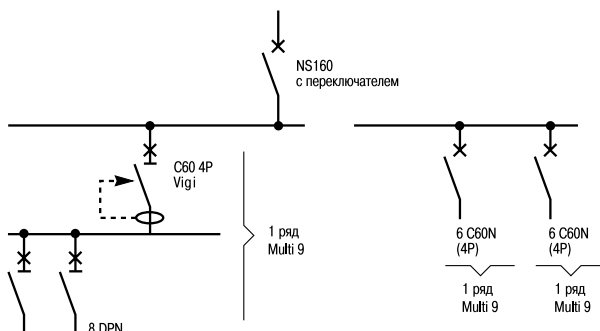 NS160
с переключателем
C60 4P
Vigi
1 ряд
Multi 9
8 DPN
6 C60N
(4P)
1 ряд
Multi 9
6 C60N
(4P)
1 ряд
Multi 9